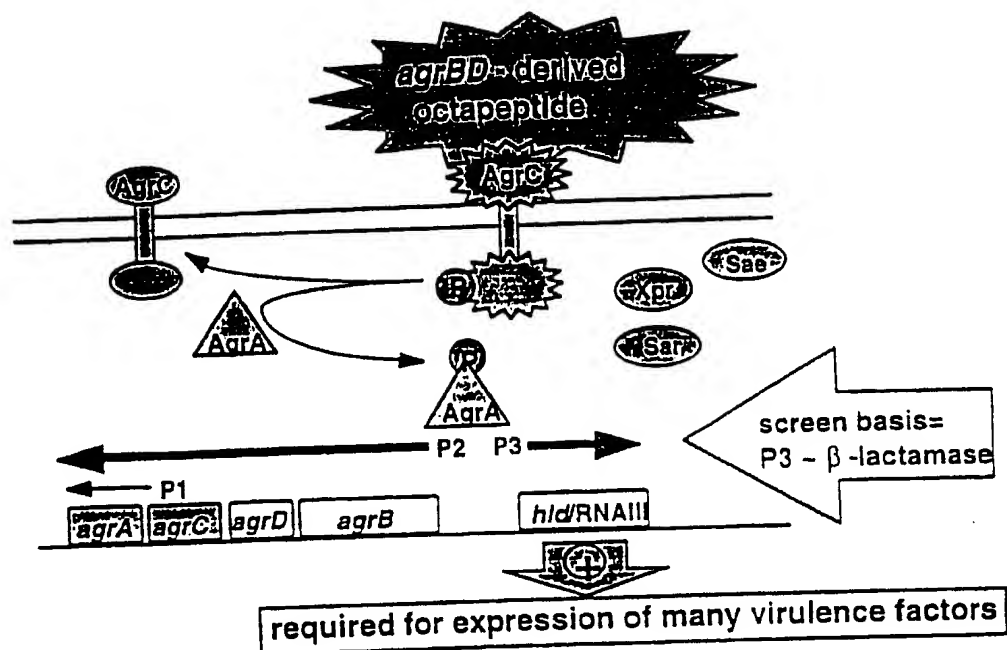 agrBD - derived
octapeptide
AgrC
AgrC
Sae
P
Xpr
AgrA
Sar
P
AgrA
screen basis=
P3 - β -lactamase
P2 P3
P1
agrA agrC agrD agrB hld/RNAIII
+
required for expression of many virulence factors